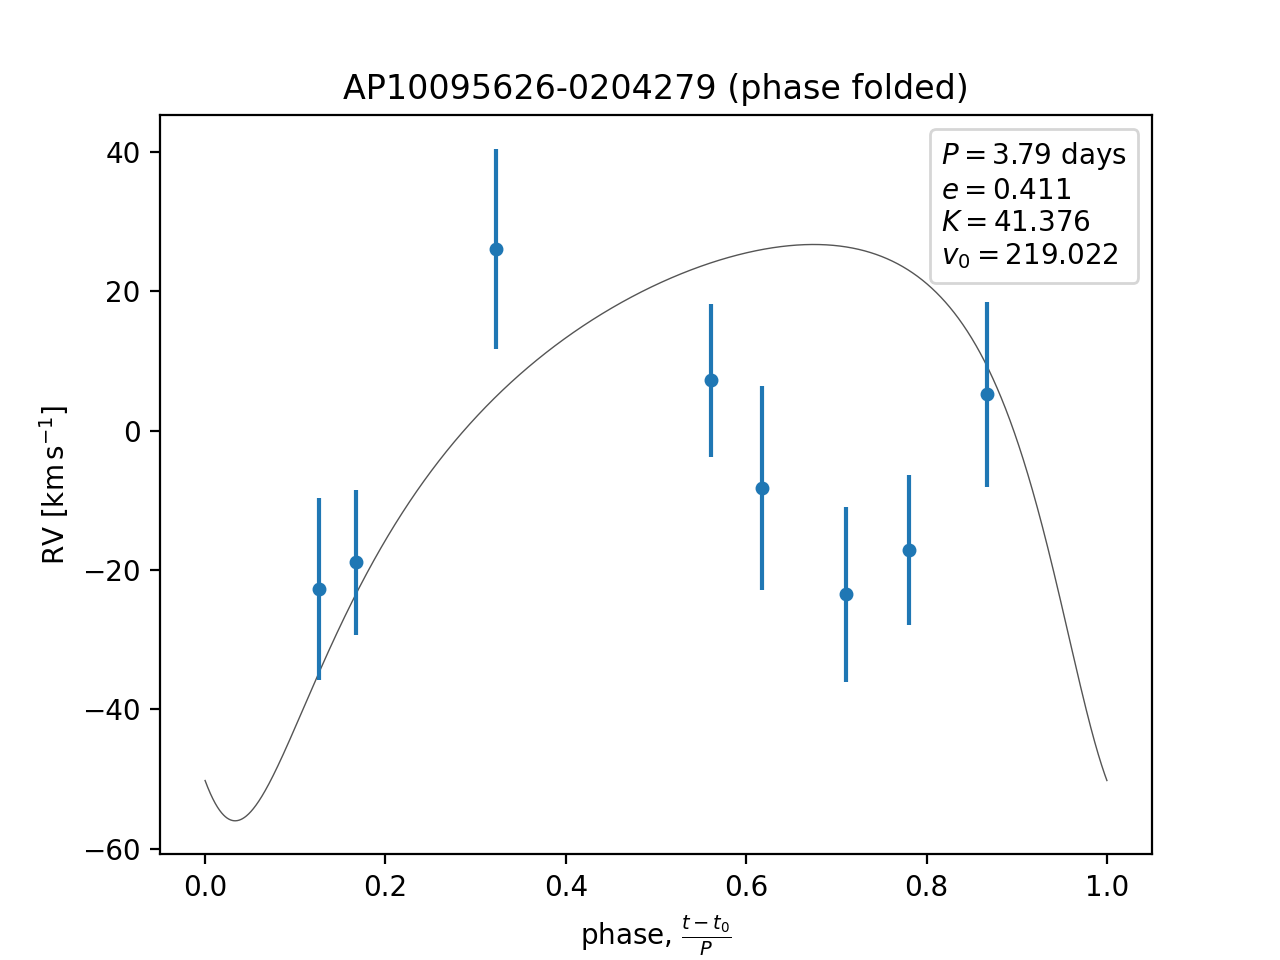 AP10095626-0204279 (phase folded)
P = 3.79 days
e = 0.411
K = 41.376
v₀ = 219.022
40
20
0
−20
−40
−60
RV [km s⁻¹]
0.0 0.2 0.4 0.6 0.8 1.0
phase, (t − t₀)/P